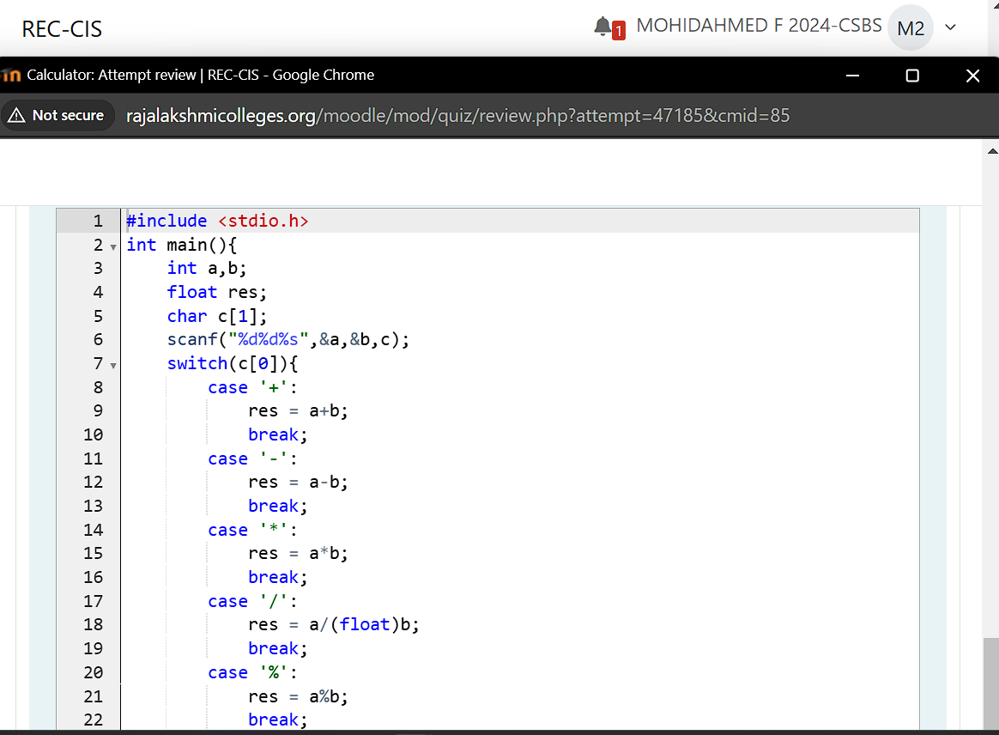 REC-CIS
1 MOHIDAHMED F 2024-CSBS M2
Calculator: Attempt review | REC-CIS - Google Chrome
Not secure rajalakshmicolleges.org/moodle/mod/quiz/review.php?attempt=47185&cmid=85
1 #include <stdio.h>
2 int main(){
3     int a,b;
4     float res;
5     char c[1];
6     scanf("%d%d%s",&a,&b,c);
7     switch(c[0]){
8         case '+':
9             res = a+b;
10             break;
11         case '-':
12             res = a-b;
13             break;
14         case '*':
15             res = a*b;
16             break;
17         case '/':
18             res = a/(float)b;
19             break;
20         case '%':
21             res = a%b;
22             break;